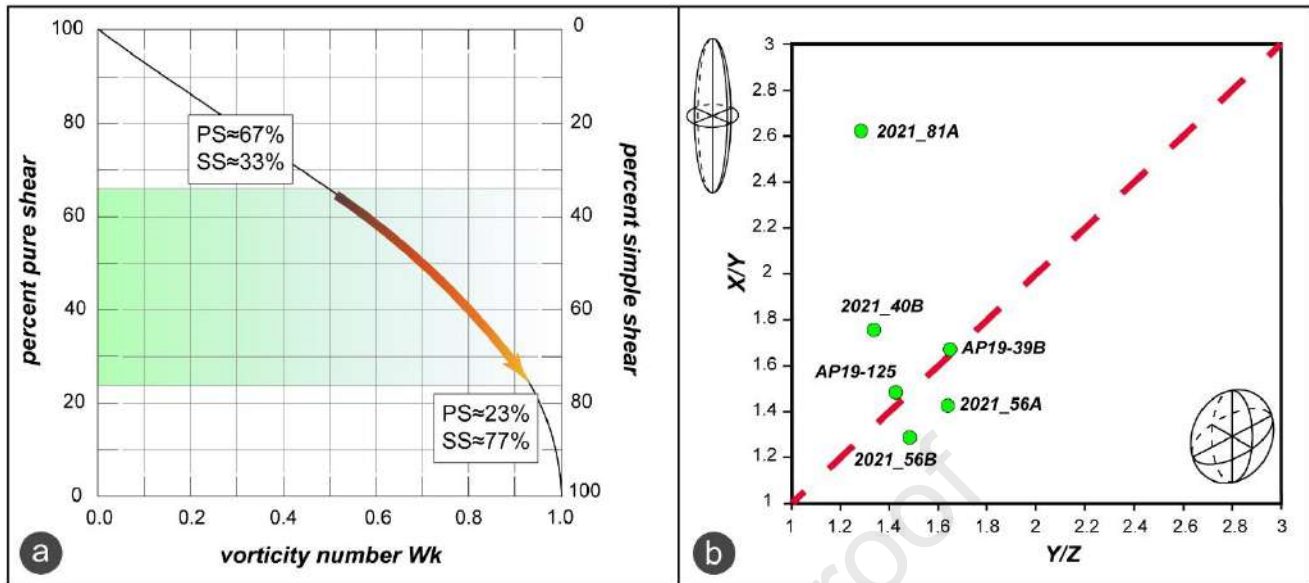 100
80
60
40
20
0
percent pure shear
0
20
40
60
80
100
percent simple shear
PS≈67%
SS≈33%
PS≈23%
SS≈77%
0.0
0.2
0.4
0.6
0.8
1.0
vorticity number Wk
a
3
2.8
2.6
2.4
2.2
2
1.8
1.6
1.4
1.2
1
X/Y
2021_81A
2021_40B
AP19-39B
AP19-125
2021_56A
2021_56B
1
1.2
1.4
1.6
1.8
2
2.2
2.4
2.6
2.8
3
Y/Z
b
roof